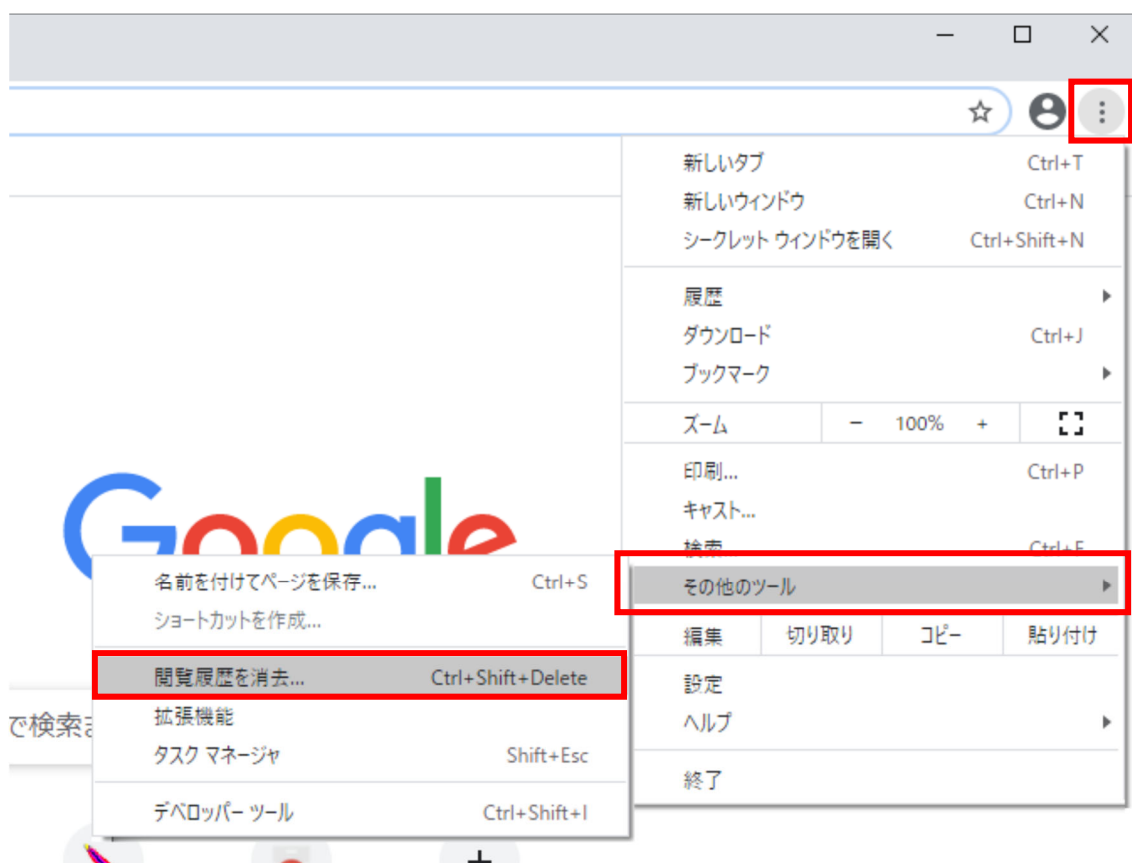 新しいタブ Ctrl+T
新しいウィンドウ Ctrl+N
シークレット ウィンドウを開く Ctrl+Shift+N
履歴
ダウンロード Ctrl+J
ブックマーク
ズーム － 100% + 
印刷... Ctrl+P
キャスト...
検索... Ctrl+F
その他のツール
編集 切り取り コピー 貼り付け
設定
ヘルプ
終了
Google
名前を付けてページを保存... Ctrl+S
ショートカットを作成...
閲覧履歴を消去... Ctrl+Shift+Delete
拡張機能
タスク マネージャ Shift+Esc
デベロッパー ツール Ctrl+Shift+I
で検索